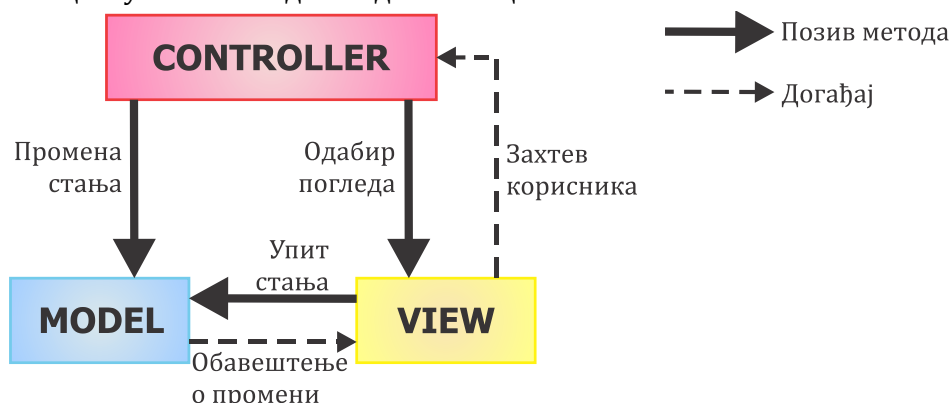 CONTROLLER
Позив метода
Догађај
Промена
стања
Одабир
погледа
Захтев
корисника
Упит
стања
MODEL
VIEW
Обавештење
о промени